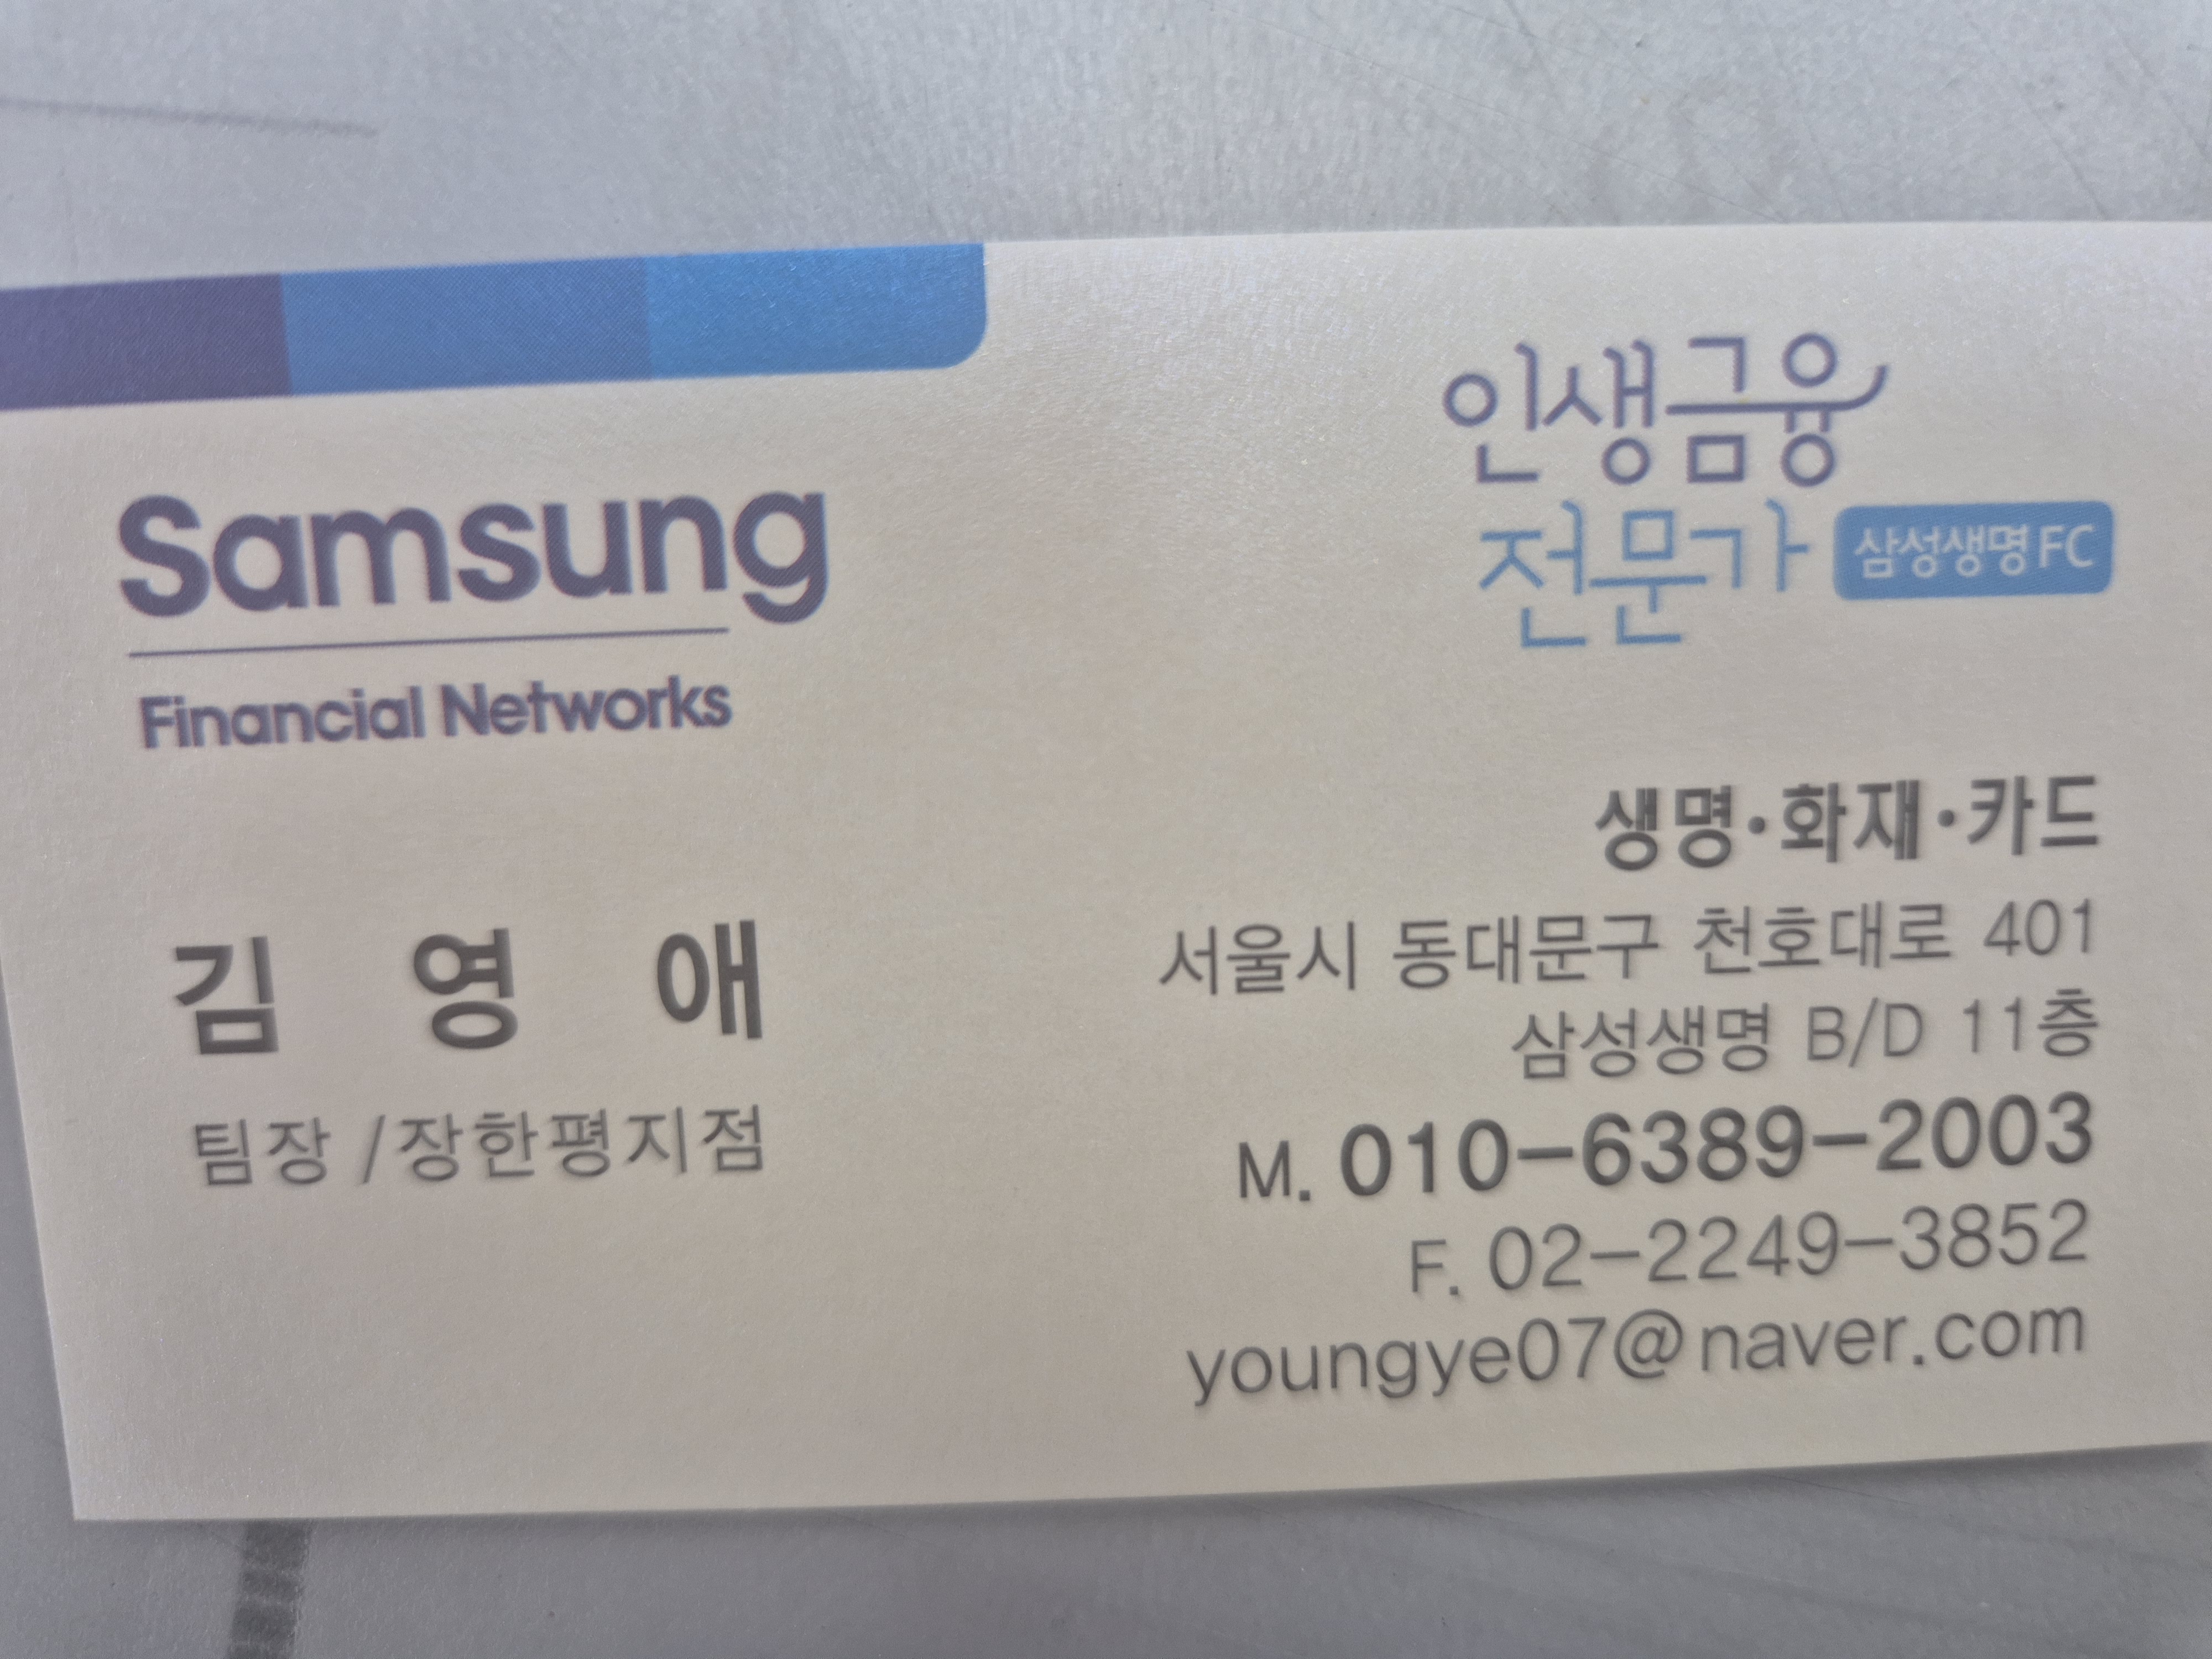 Samsung
Financial Networks
인생금융
전문가 삼성생명FC
김 영 애
팀장 /장한평지점
생명·화재·카드
서울시 동대문구 천호대로 401
삼성생명 B/D 11층
M. 010-6389-2003
F. 02-2249-3852
youngye07@naver.com